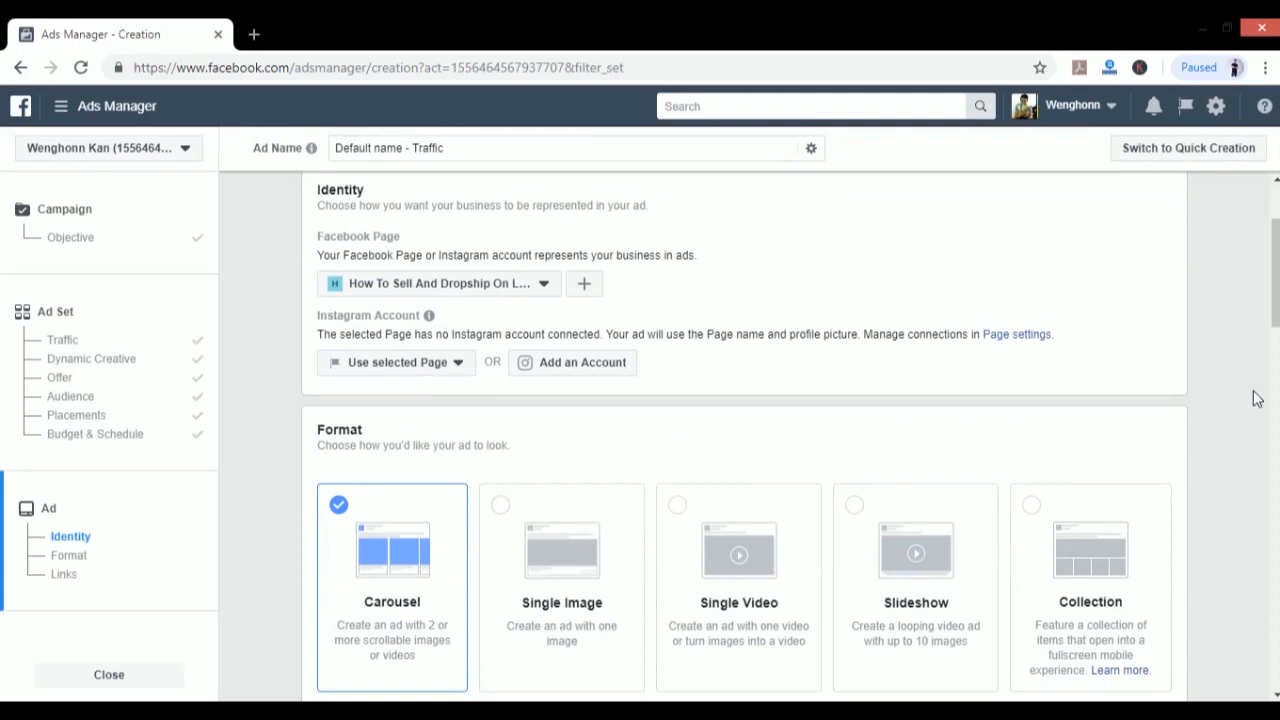 Ads Manager - Creation
https://www.facebook.com/adsmanager/creation?act=1556464567937707&filter_set
Paused
Ads Manager
Search
Wenghonn
Wenghonn Kan (1556464...
Ad Name
Default name - Traffic
Switch to Quick Creation
Campaign
Objective
Ad Set
Traffic
Dynamic Creative
Offer
Audience
Placements
Budget & Schedule
Ad
Identity
Format
Links
Close
Identity
Choose how you want your business to be represented in your ad.
Facebook Page
Your Facebook Page or Instagram account represents your business in ads.
H How To Sell And Dropship On L...
Instagram Account
The selected Page has no Instagram account connected. Your ad will use the Page name and profile picture. Manage connections in Page settings.
Use selected Page OR Add an Account
Format
Choose how you'd like your ad to look.
Carousel
Create an ad with 2 or
more scrollable images
or videos
Single Image
Create an ad with one
image
Single Video
Create an ad with one video
or turn images into a video
Slideshow
Create a looping video ad
with up to 10 images
Collection
Feature a collection of
items that open into a
fullscreen mobile
experience. Learn more.